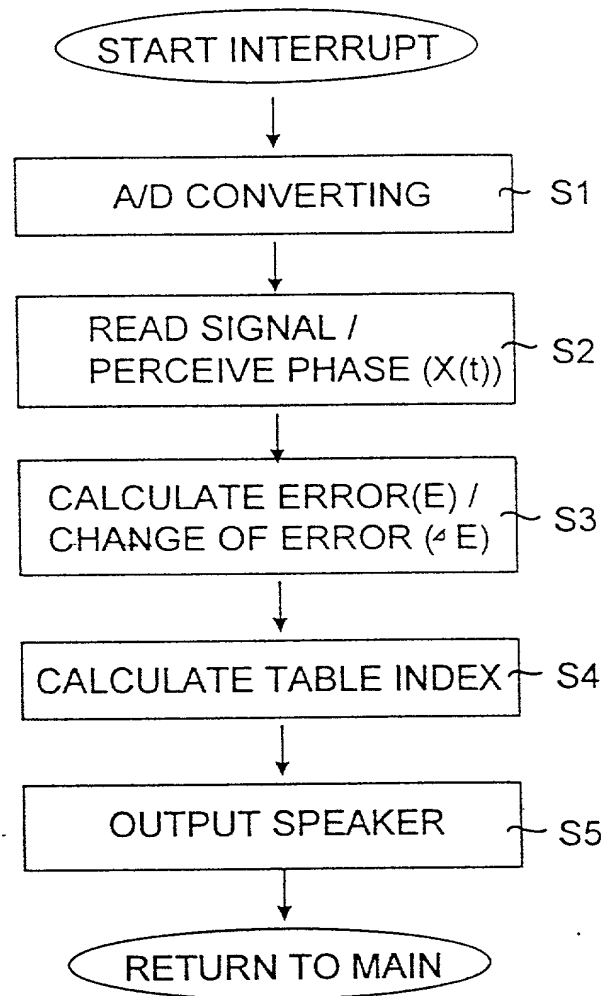 START INTERRUPT
A/D CONVERTING
S1
READ SIGNAL /
PERCEIVE PHASE (X(t))
S2
CALCULATE ERROR(E) /
CHANGE OF ERROR (⊿E)
S3
CALCULATE TABLE INDEX
S4
OUTPUT SPEAKER
S5
RETURN TO MAIN